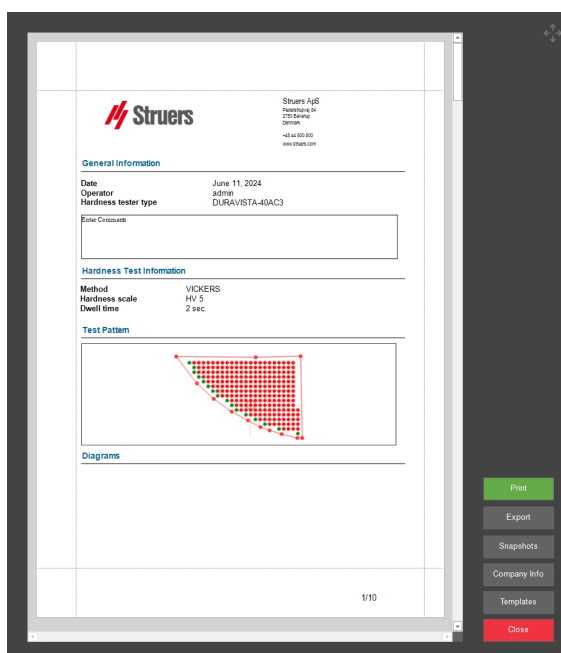 Struers
Struers ApS
Pederstrupvej 84
2750 Ballerup
Denmark
+45 44 600 800
www.struers.com
General Information
Date June 11, 2024
Operator admin
Hardness tester type DURAVISTA-40AC3
Enter Comments
Hardness Test Information
Method VICKERS
Hardness scale HV 5
Dwell time 2 sec.
Test Pattern
Diagrams
1/10
Print
Export
Snapshots
Company Info
Templates
Close